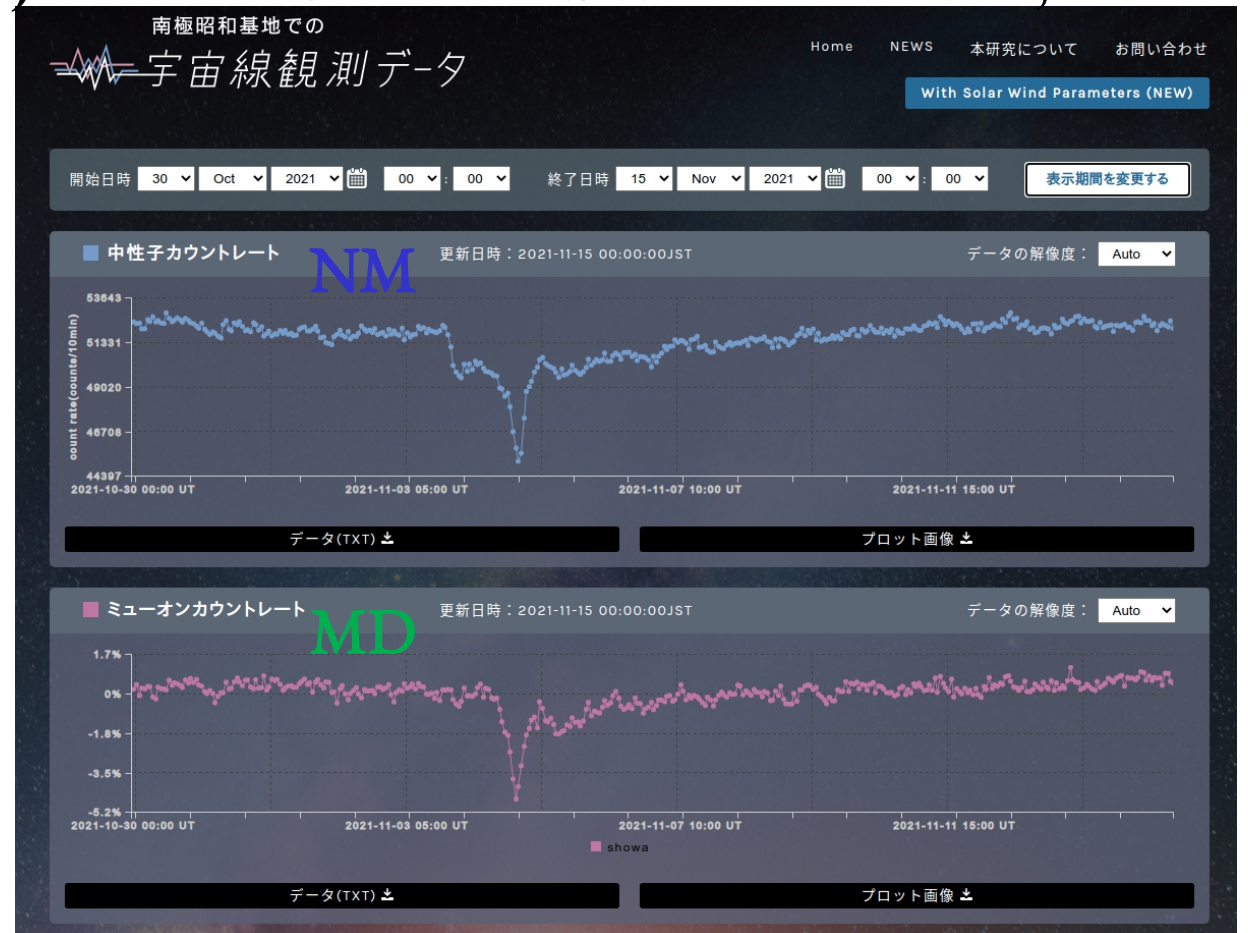 南極昭和基地での
宇宙線観測データ
Home NEWS 本研究について お問い合わせ
With Solar Wind Parameters (NEW)
開始日時 30 Oct 2021 00 : 00 終了日時 15 Nov 2021 00 : 00 表示期間を変更する
中性子カウントレート NM 更新日時:2021-11-15 00:00:00JST データの解像度: Auto
53643
51331
49020
46708
44397
count rate(counts/10min)
2021-10-30 00:00 UT 2021-11-03 05:00 UT 2021-11-07 10:00 UT 2021-11-11 15:00 UT
データ(TXT) プロット画像
ミューオンカウントレート MD 更新日時:2021-11-15 00:00:00JST データの解像度: Auto
1.7%
0%
-1.8%
-3.5%
-5.2%
2021-10-30 00:00 UT 2021-11-03 05:00 UT 2021-11-07 10:00 UT 2021-11-11 15:00 UT
showa
データ(TXT) プロット画像